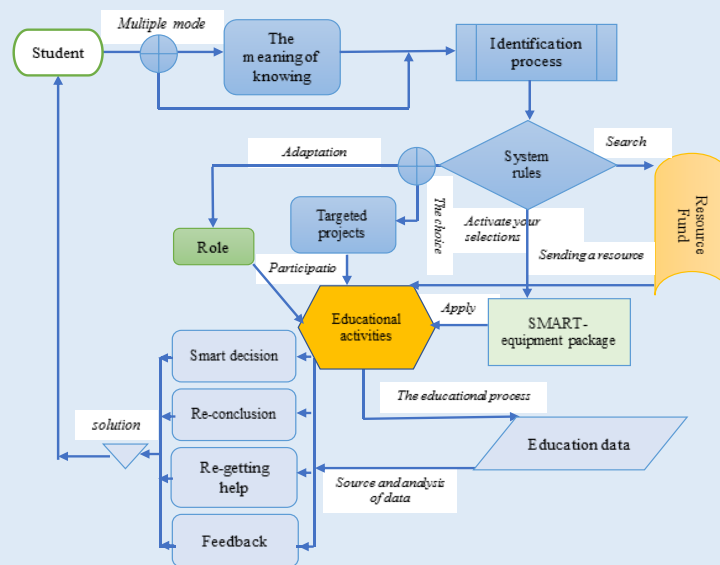 Student
Multiple mode
The
meaning of
knowing
Identification
process
System
rules
Search
Resource
Fund
Adaptation
The choice
Activate your
selections
Sending a resource
Targeted
projects
Role
Participatio
Educational
activities
Apply
SMART-
equipment package
Smart decision
Re-conclusion
Re-getting
help
Feedback
solution
The educational process
Education data
Source and analysis
of data